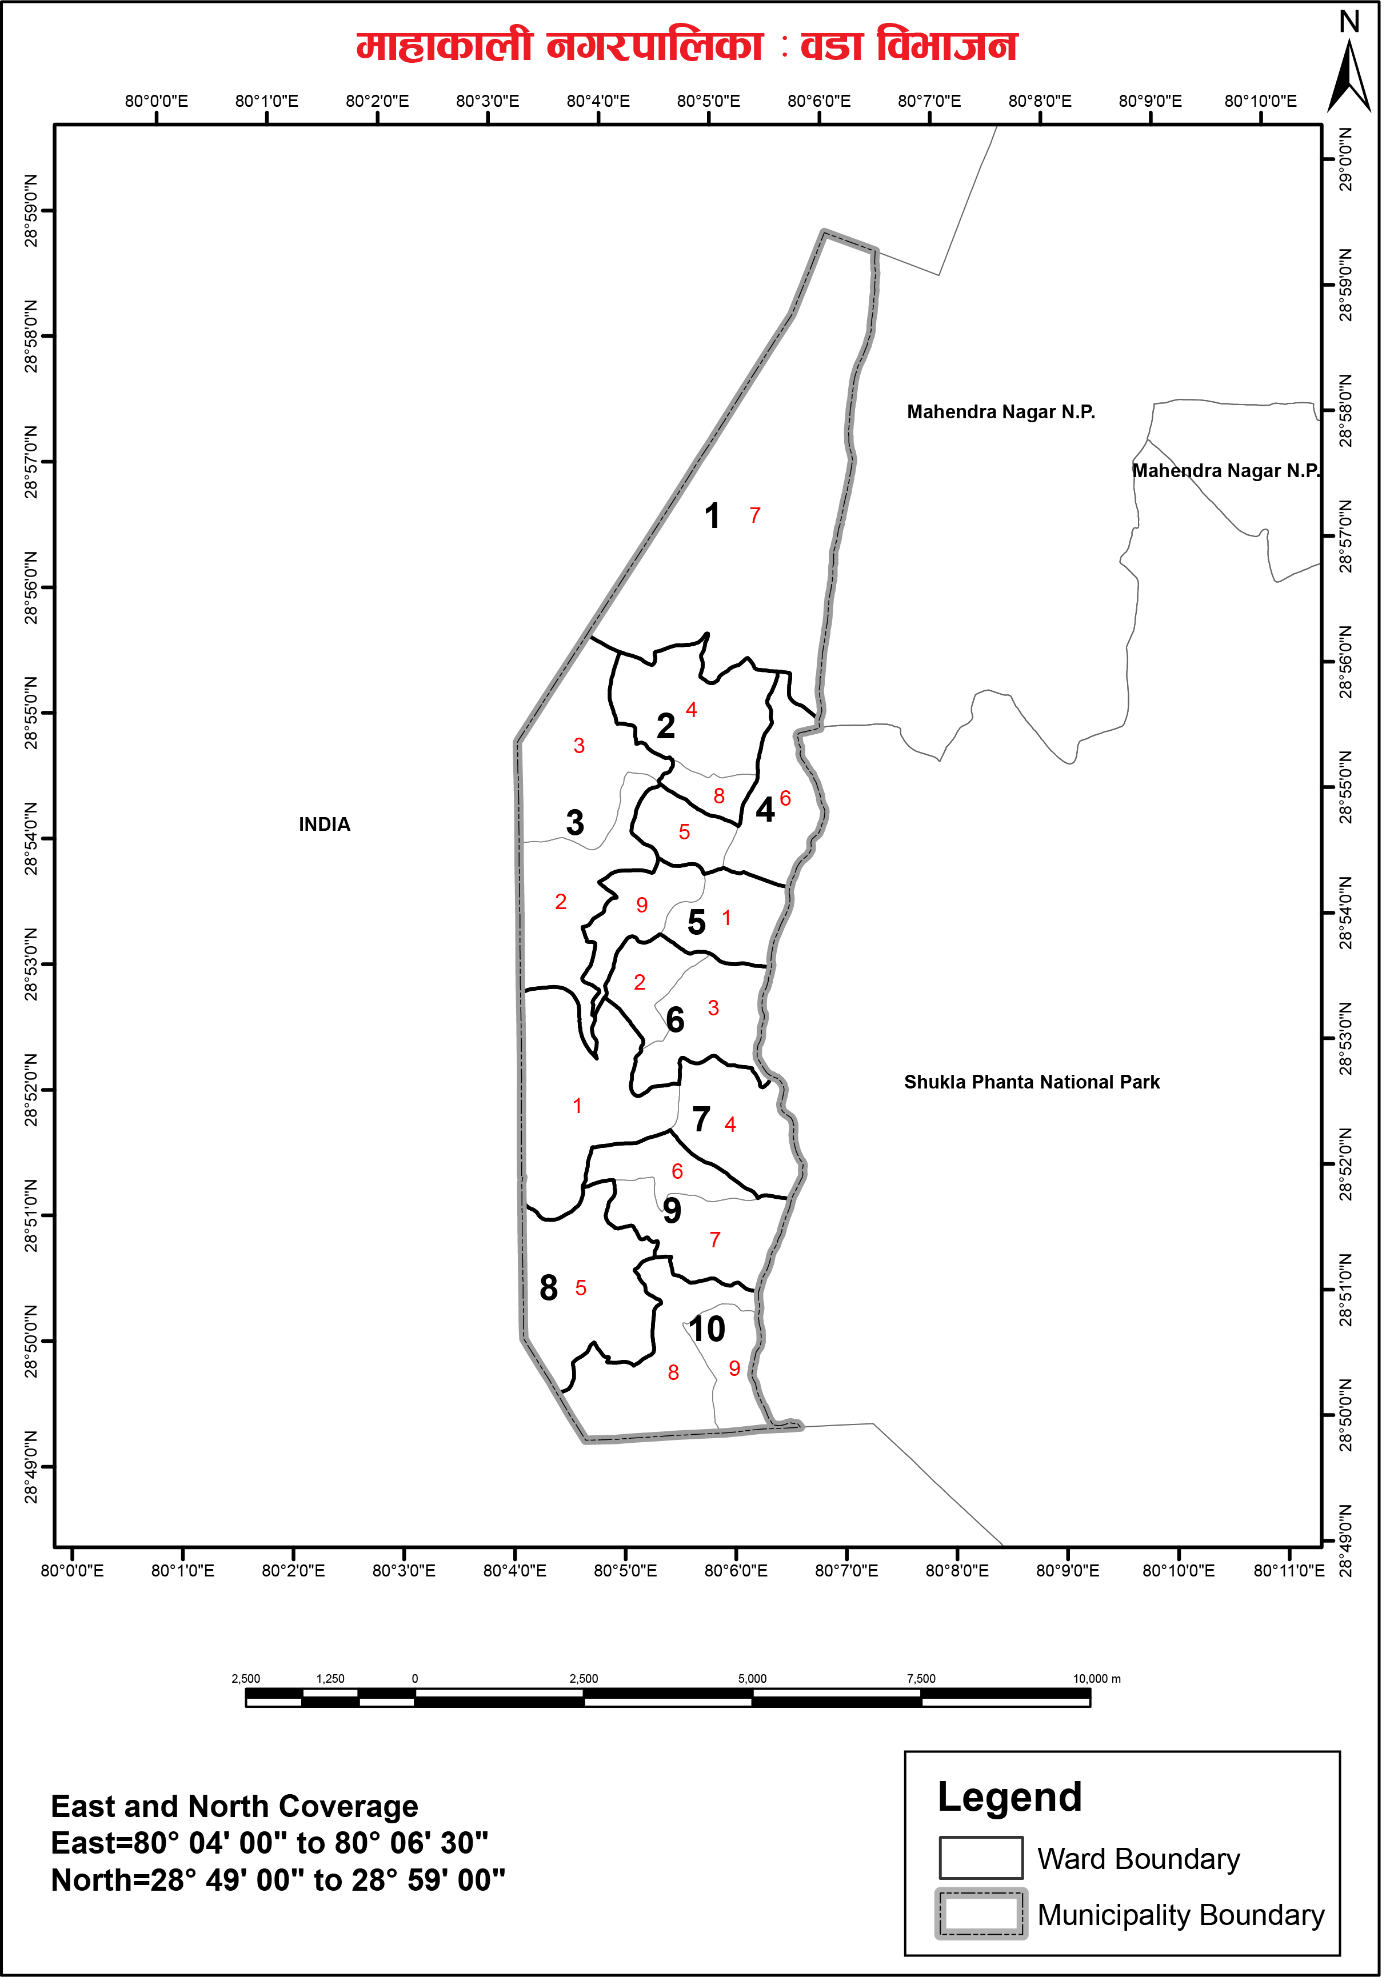 माहाकाली नगरपालिका : वडा विभाजन
N
80°0'0"E 80°1'0"E 80°2'0"E 80°3'0"E 80°4'0"E 80°5'0"E 80°6'0"E 80°7'0"E 80°8'0"E 80°9'0"E 80°10'0"E
29°0'0"N
28°59'0"N
28°59'0"N
28°58'0"N
28°58'0"N
Mahendra Nagar N.P.
28°57'0"N
Mahendra Nagar N.P.
1 7
28°57'0"N
28°56'0"N
28°56'0"N
28°55'0"N
4
2
3
28°55'0"N
8 6
4
3
INDIA
5
28°54'0"N
2 9
5 1
28°54'0"N
28°53'0"N
2
3
6
28°53'0"N
28°52'0"N
Shukla Phanta National Park
1
7 4
6
28°52'0"N
9
28°51'0"N
7
8 5
28°51'0"N
10
28°50'0"N
8 9
28°50'0"N
28°49'0"N
28°49'0"N
80°0'0"E 80°1'0"E 80°2'0"E 80°3'0"E 80°4'0"E 80°5'0"E 80°6'0"E 80°7'0"E 80°8'0"E 80°9'0"E 80°10'0"E 80°11'0"E
2,500 1,250 0 2,500 5,000 7,500 10,000 m
East and North Coverage
East=80° 04' 00" to 80° 06' 30"
North=28° 49' 00" to 28° 59' 00"
Legend
Ward Boundary
Municipality Boundary